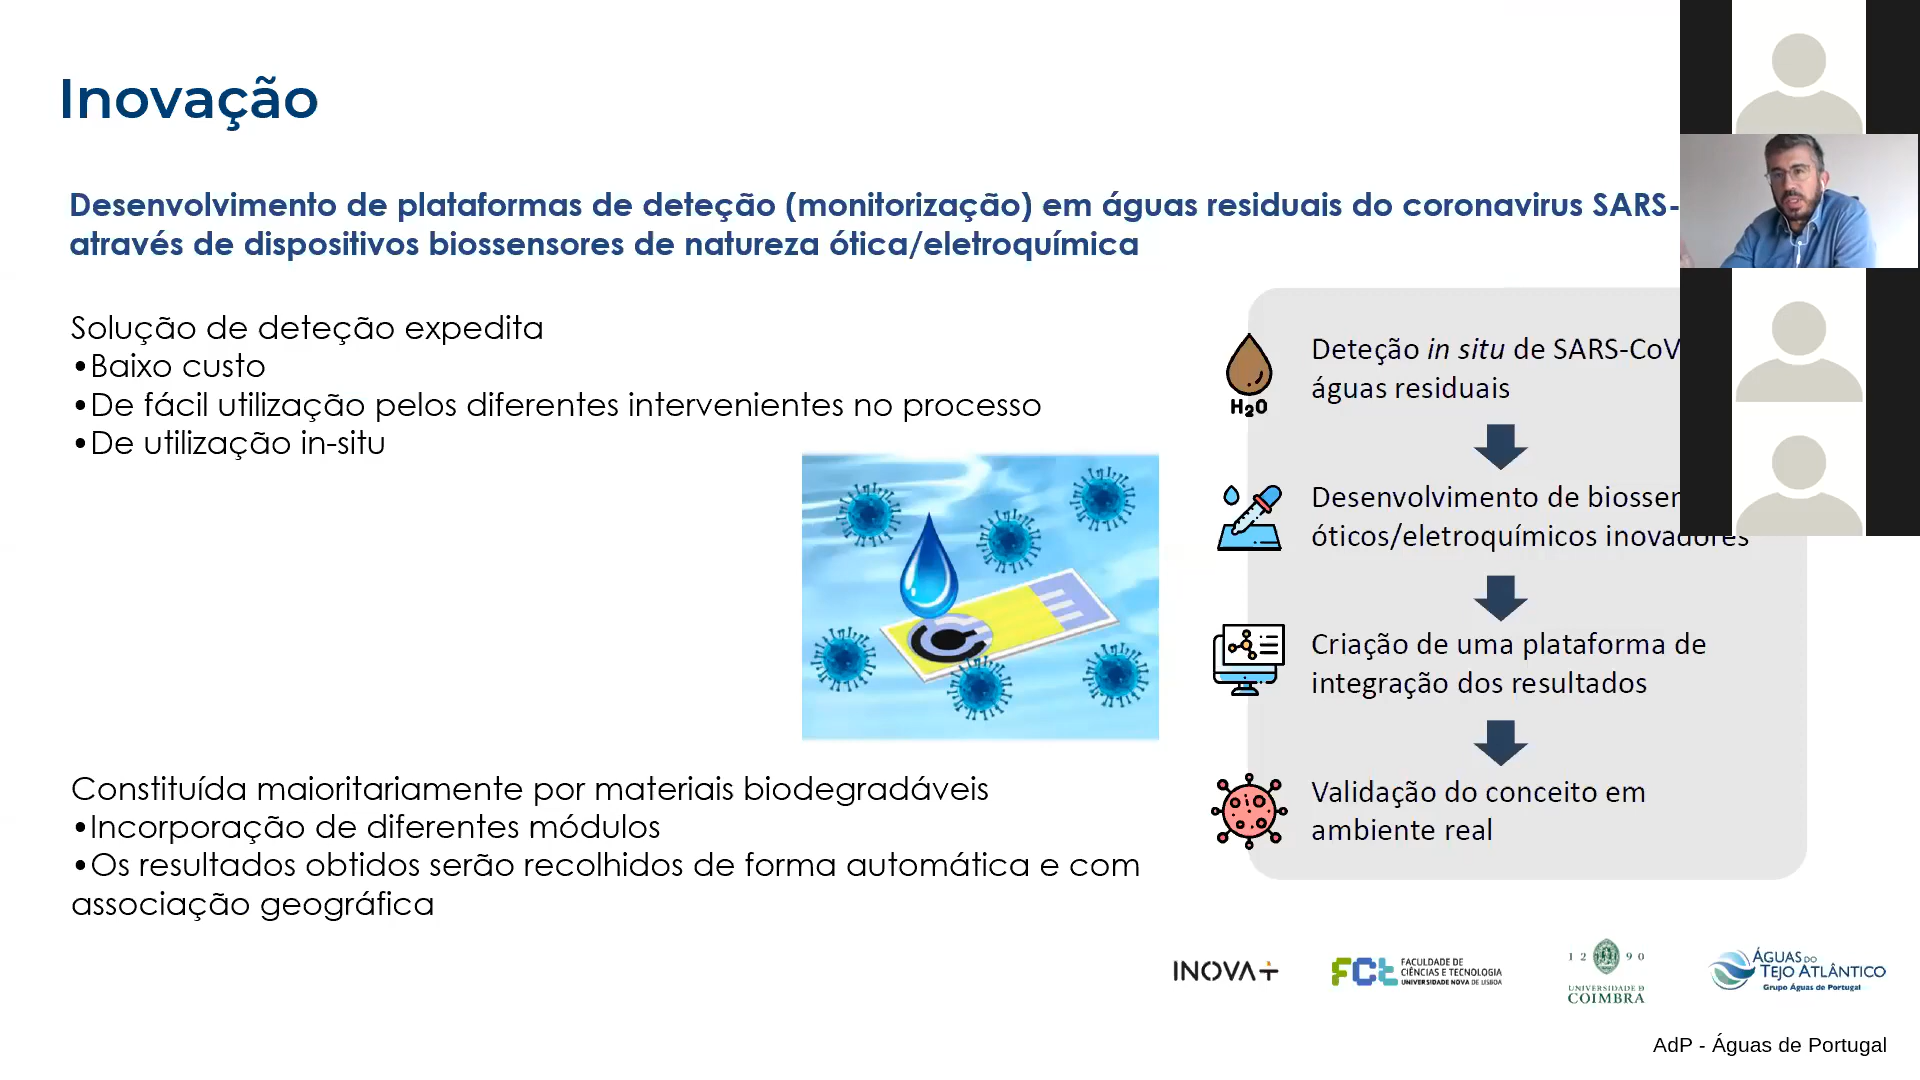 Inovação
Desenvolvimento de plataformas de deteção (monitorização) em águas residuais do coronavirus SARS-
através de dispositivos biossensores de natureza ótica/eletroquímica
Solução de deteção expedita
•Baixo custo
•De fácil utilização pelos diferentes intervenientes no processo
•De utilização in-situ
Constituída maioritariamente por materiais biodegradáveis
•Incorporação de diferentes módulos
•Os resultados obtidos serão recolhidos de forma automática e com
associação geográfica
H₂O
Deteção in situ de SARS-CoV
águas residuais
Desenvolvimento de
óticos/eletroquímicos inovadores
Criação de uma plataforma de
integração dos resultados
Validação do conceito em
ambiente real
INOVA+
FCt
FACULDADE DE
CIÊNCIAS E TECNOLOGIA
UNIVERSIDADE NOVA DE LISBOA
12 90
UNIVERSIDADE D
COIMBRA
ÁGUAS DO
TEJO ATLÂNTICO
Grupo Águas de Portugal
AdP - Águas de Portugal